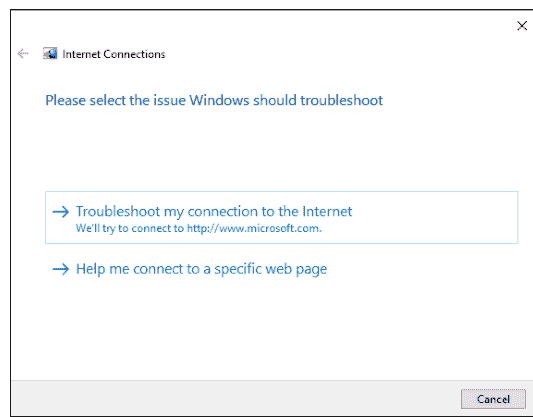 Internet Connections
Please select the issue Windows should troubleshoot
Troubleshoot my connection to the Internet
We'll try to connect to http://www.microsoft.com.
Help me connect to a specific web page
Cancel